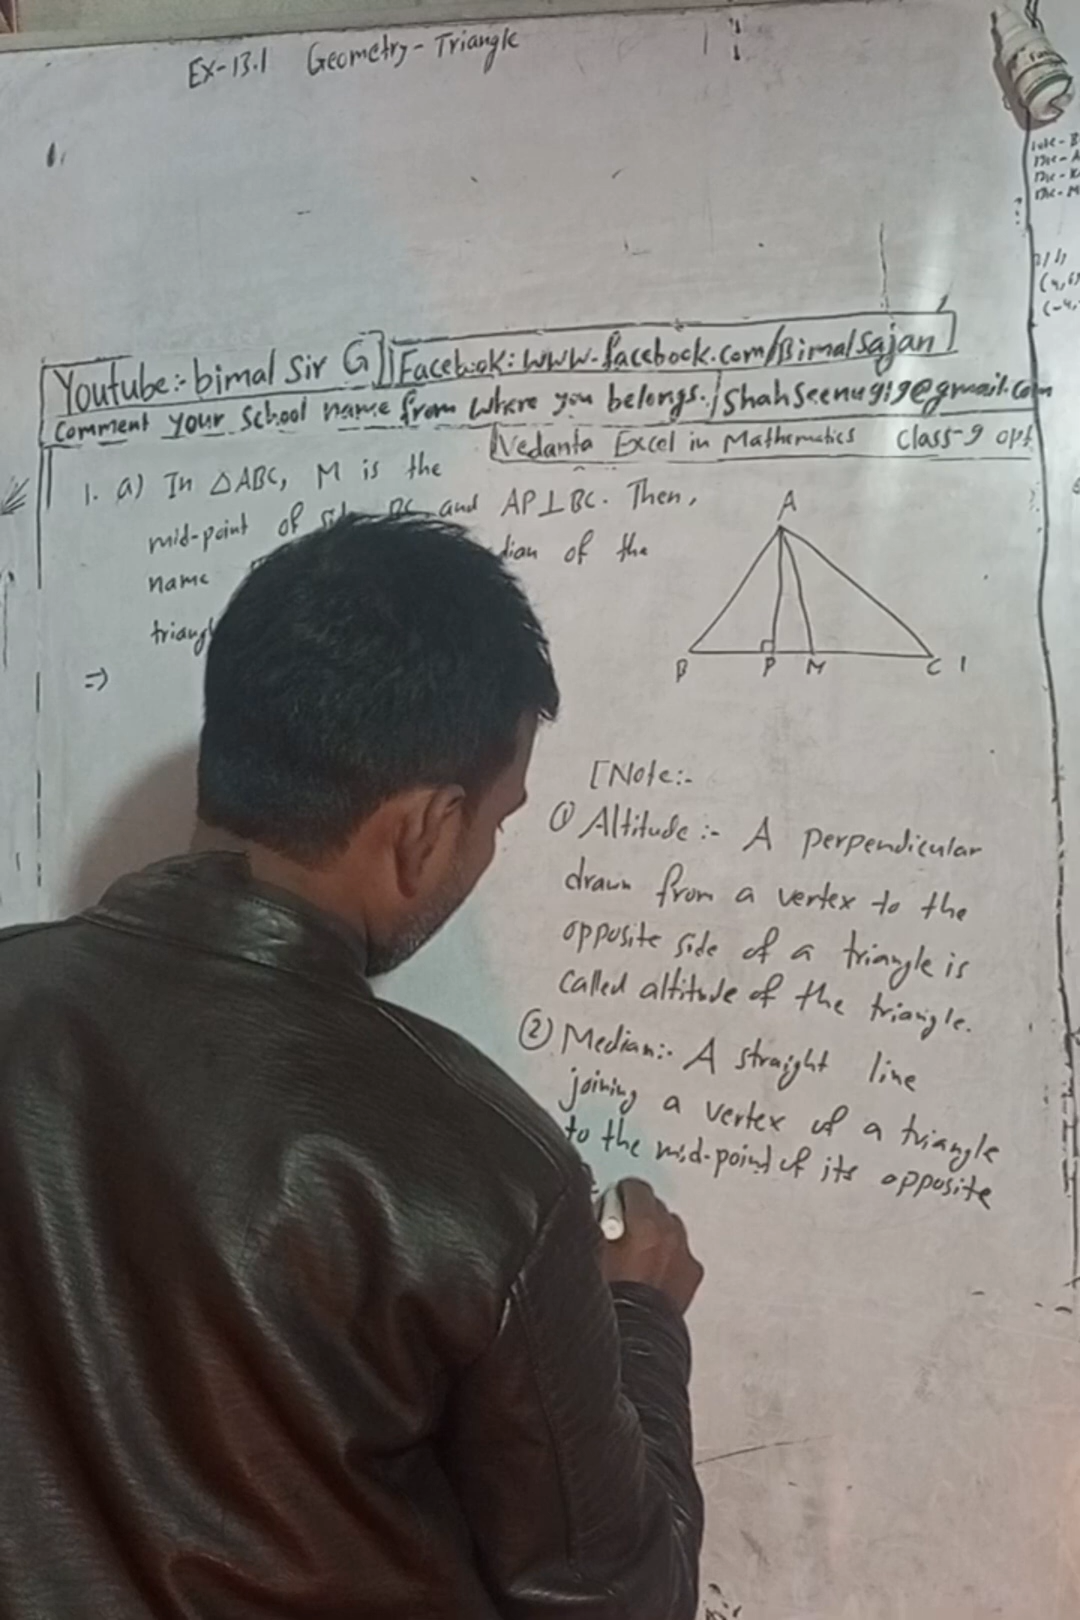 Ex-13.1 Geometry-Triangle
Youtube:- bimal Sir G
Facebook: www.facebook.com/BimalSajan
Comment your School name from where you belongs. / Shahseenu919@gmail.com
Vedanta Excel in Mathematics Class-9 opt
1. a) In △ABC, M is the
mid-point of BC and AP⊥BC. Then,
name of the
=>
A
B P M C
[Note:-
① Altitude :- A perpendicular
drawn from a vertex to the
opposite side of a triangle is
called altitude of the triangle.
② Median:- A straight line
joining a vertex of a triangle
to the mid-point of its opposite